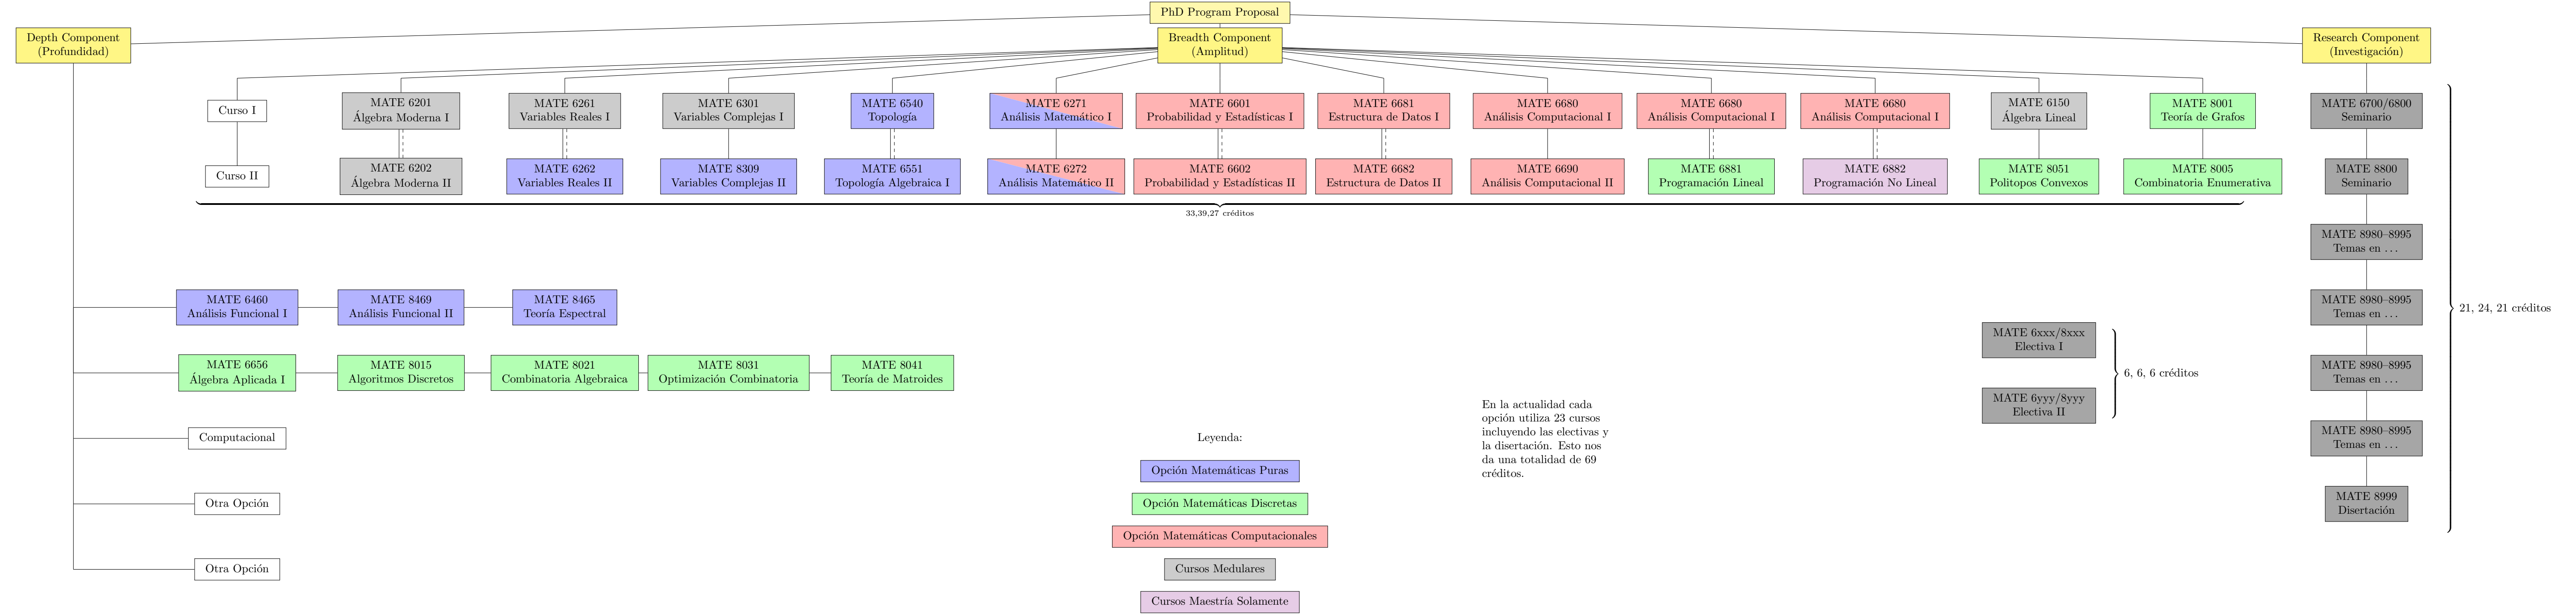 PhD Program Proposal
Depth Component
(Profundidad)
Breadth Component
(Amplitud)
Research Component
(Investigación)
Curso I
MATE 6201
Álgebra Moderna I
MATE 6261
Variables Reales I
MATE 6301
Variables Complejas I
MATE 6540
Topología
MATE 6271
Análisis Matemático I
MATE 6601
Probabilidad y Estadísticas I
MATE 6681
Estructura de Datos I
MATE 6680
Análisis Computacional I
MATE 6680
Análisis Computacional I
MATE 6680
Análisis Computacional I
MATE 6150
Álgebra Lineal
MATE 8001
Teoría de Grafos
MATE 6700/6800
Seminario
Curso II
MATE 6202
Álgebra Moderna II
MATE 6262
Variables Reales II
MATE 8309
Variables Complejas II
MATE 6551
Topología Algebraica I
MATE 6272
Análisis Matemático II
MATE 6602
Probabilidad y Estadísticas II
MATE 6682
Estructura de Datos II
MATE 6690
Análisis Computacional II
MATE 6881
Programación Lineal
MATE 6882
Programación No Lineal
MATE 8051
Politopos Convexos
MATE 8005
Combinatoria Enumerativa
MATE 8800
Seminario
33,39,27 créditos
MATE 8980–8995
Temas en ...
MATE 6460
Análisis Funcional I
MATE 8469
Análisis Funcional II
MATE 8465
Teoría Espectral
MATE 8980–8995
Temas en ...
21, 24, 21 créditos
MATE 6xxx/8xxx
Electiva I
MATE 6656
Álgebra Aplicada I
MATE 8015
Algoritmos Discretos
MATE 8021
Combinatoria Algebraica
MATE 8031
Optimización Combinatoria
MATE 8041
Teoría de Matroides
6, 6, 6 créditos
MATE 8980–8995
Temas en ...
MATE 6yyy/8yyy
Electiva II
En la actualidad cada
opción utiliza 23 cursos
incluyendo las electivas y
la disertación. Esto nos
da una totalidad de 69
créditos.
Computacional
Leyenda:
MATE 8980–8995
Temas en ...
Opción Matemáticas Puras
Otra Opción
Opción Matemáticas Discretas
MATE 8999
Disertación
Opción Matemáticas Computacionales
Otra Opción
Cursos Medulares
Cursos Maestría Solamente